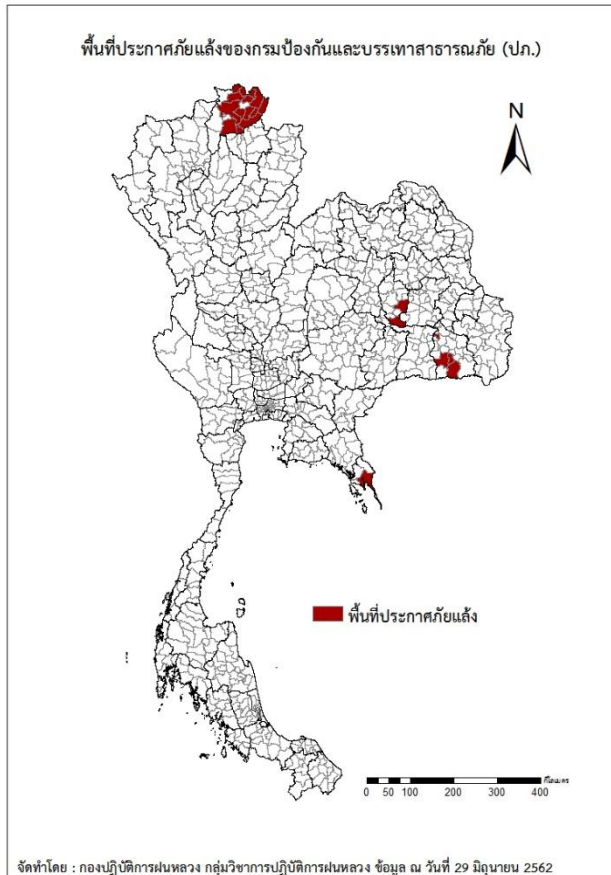 พื้นที่ประกาศภัยแล้งของกรมป้องกันและบรรเทาสาธารณภัย (ปภ.)
N
พื้นที่ประกาศภัยแล้ง
กิโลเมตร
0 25 50 100 200 300 400
จัดทำโดย : กองปฏิบัติการฝนหลวง กลุ่มวิชาการปฏิบัติการฝนหลวง ข้อมูล ณ วันที่ 29 มิถุนายน 2562